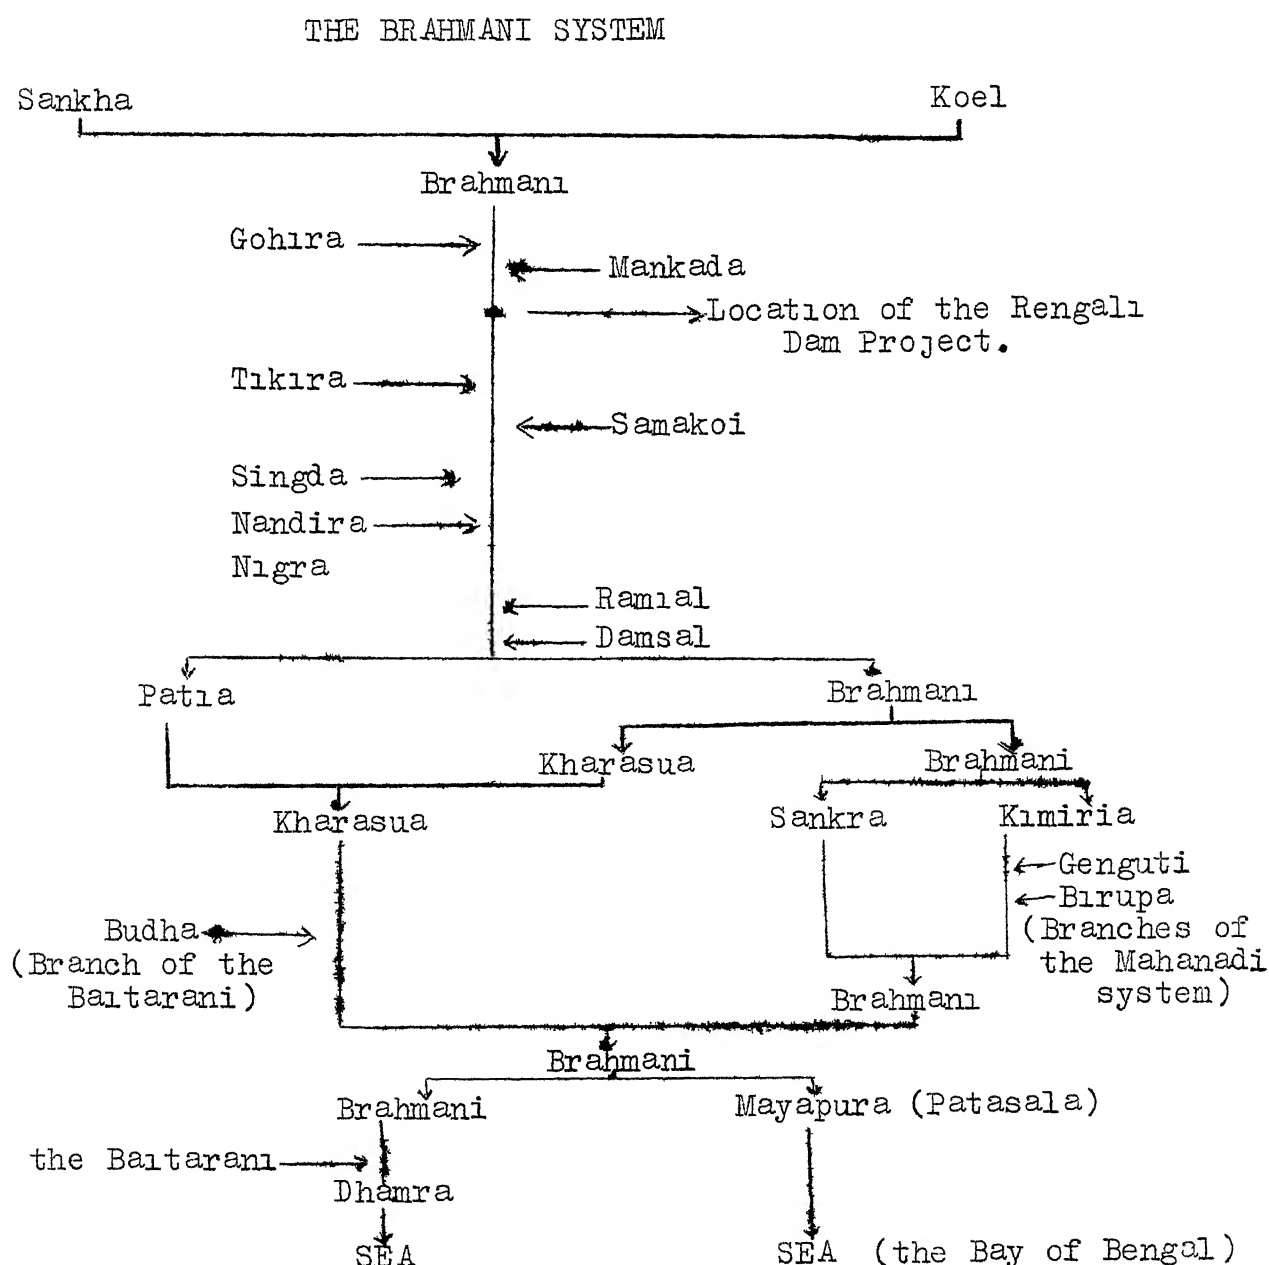 THE BRAHMANI SYSTEM
Sankha
Koel
Brahmani
Gohira
Mankada
Location of the Rengali
Dam Project.
Tikira
Samakoi
Singda
Nandira
Nigra
Ramial
Damsal
Patia
Brahmani
Kharasua
Brahmani
Kharasua
Sankra
Kimiria
Genguti
Birupa
(Branches of
the Mahanadi
system)
Budha
(Branch of the
Baitarani)
Brahmani
Brahmani
Brahmani
Mayapura (Patasala)
the Baitarani
Dhamra
SEA
SEA (the Bay of Bengal)